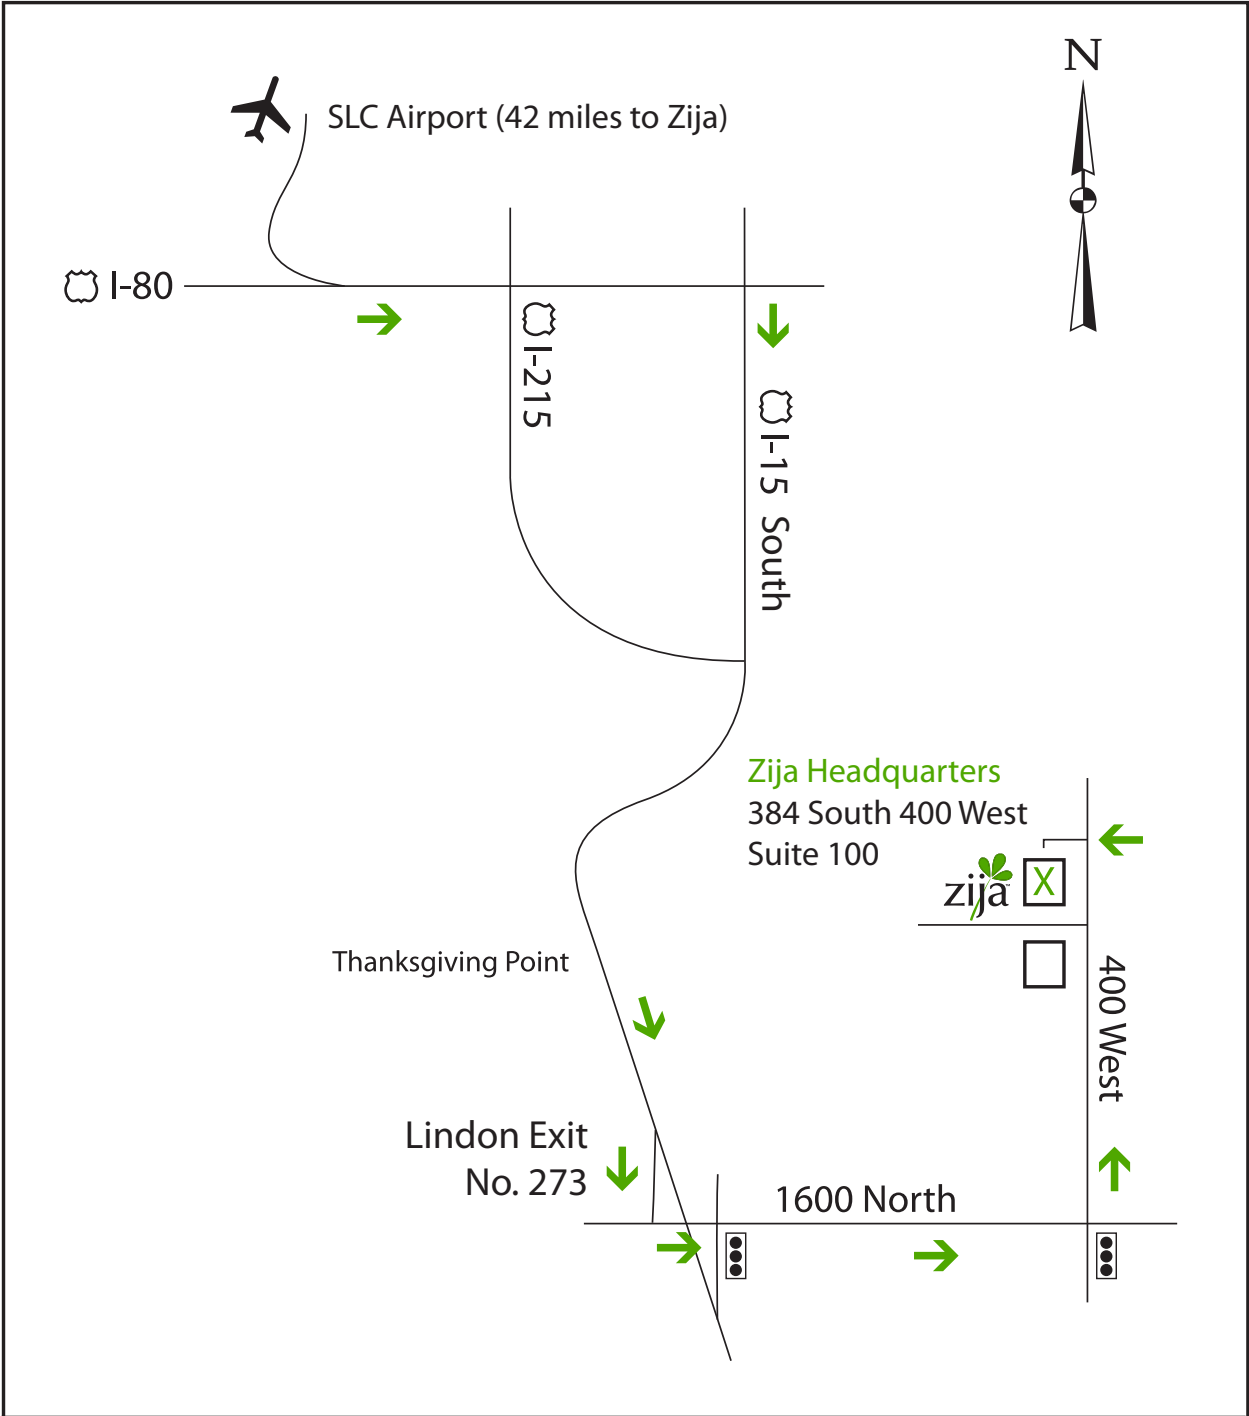 N
SLC Airport (42 miles to Zija)
I-80
I-215
I-15 South
Zija Headquarters
384 South 400 West
Suite 100
zija
X
Thanksgiving Point
400 West
Lindon Exit
No. 273
1600 North